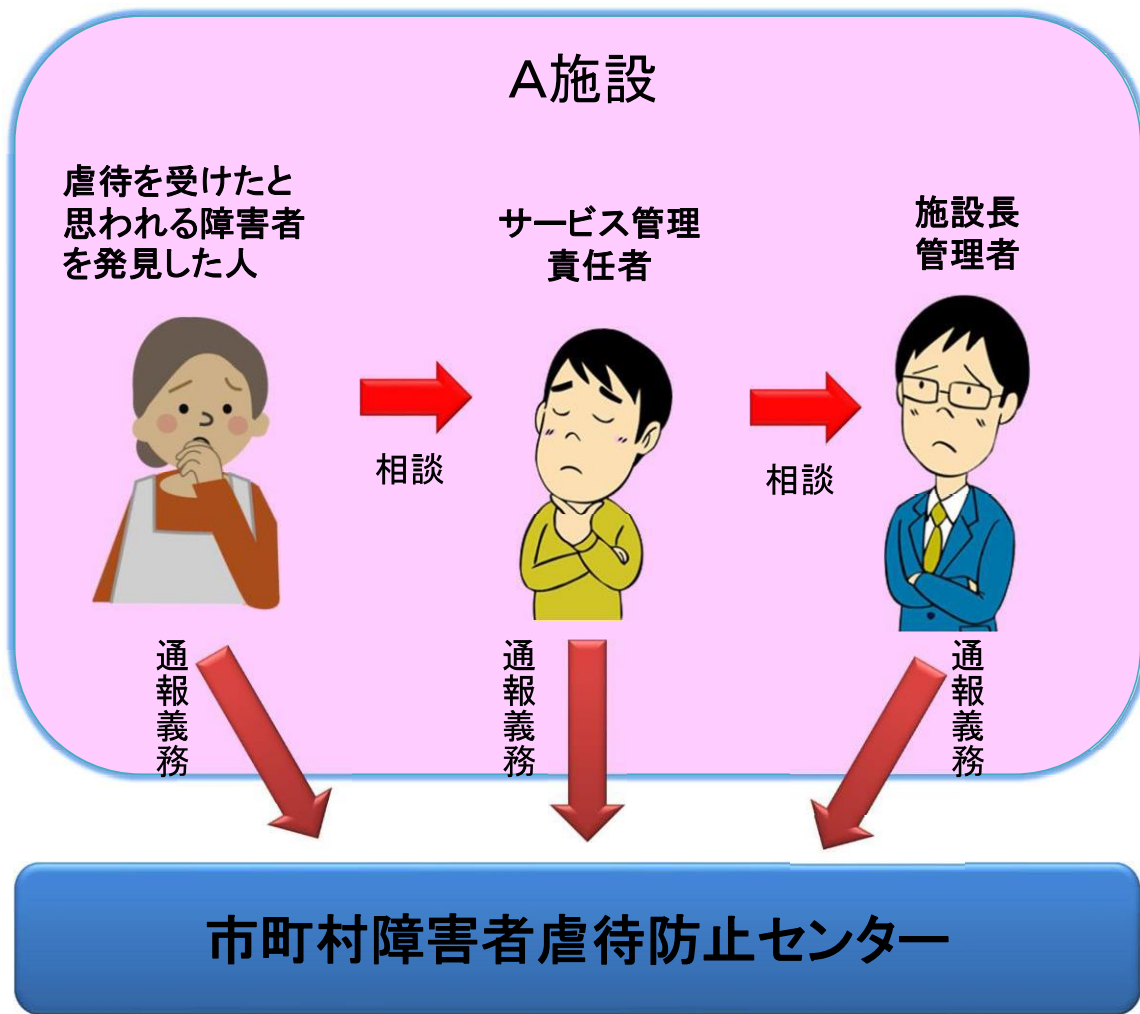 A施設
虐待を受けたと
思われる障害者
を発見した人
サービス管理
責任者
施設長
管理者
相談
相談
通報義務
通報義務
通報義務
市町村障害者虐待防止センター